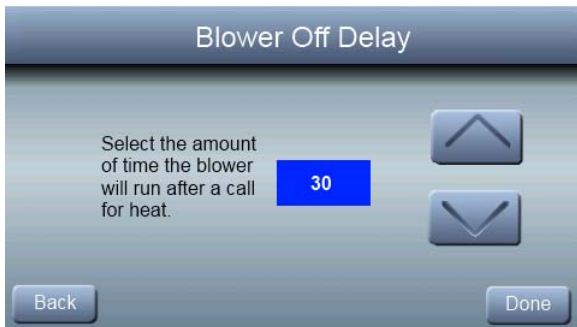 Blower Off Delay
Select the amount
of time the blower
will run after a call
for heat.
30
Back
Done